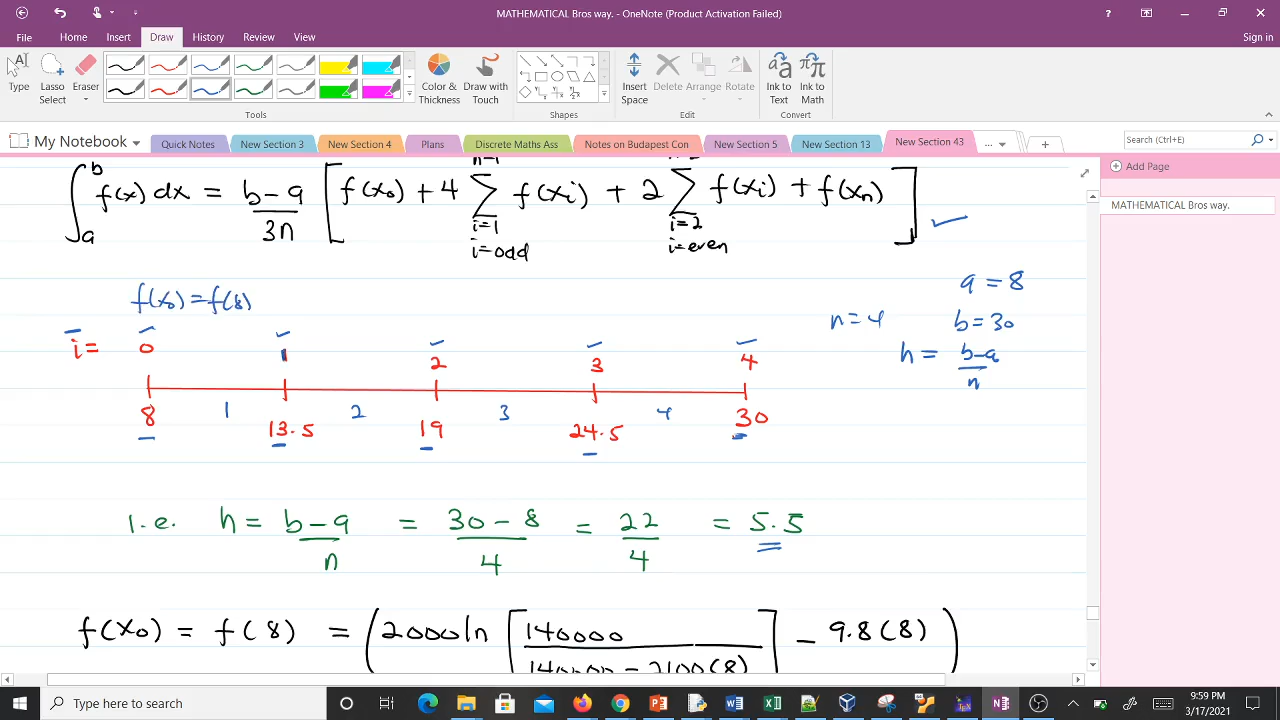 MATHEMATICAL Bros way. - OneNote (Product Activation Failed)
File Home Insert Draw History Review View Sign in
Type Lasso Select Eraser Color & Thickness Draw with Touch Insert Space Delete Arrange Rotate Ink to Text Ink to Math
Tools Shapes Edit Convert
My Notebook Quick Notes New Section 3 New Section 4 Plans Discrete Maths Ass Notes on Budapest Con New Section 5 New Section 13 New Section 43 ... Search (Ctrl+E)
Add Page
MATHEMATICAL Bros way.
∫_a^b f(x) dx = (b-a)/(3n) [ f(x₀) + 4 ∑_{i=1, i=odd} f(xi) + 2 ∑_{i=2, i=even} f(xi) + f(xn) ]
f(x₀) = f(8)
a = 8
n = 4 b = 30
h = (b-a)/n
i = 0 1 2 3 4
1 2 3 4
8 13.5 19 24.5 30
i.e. h = (b-a)/n = (30-8)/4 = 22/4 = 5.5
f(x₀) = f(8) = ( 2000 ln [ 140000 / (140000 - 2100(8)) ] - 9.8(8) )
Type here to search
9:59 PM
3/17/2021